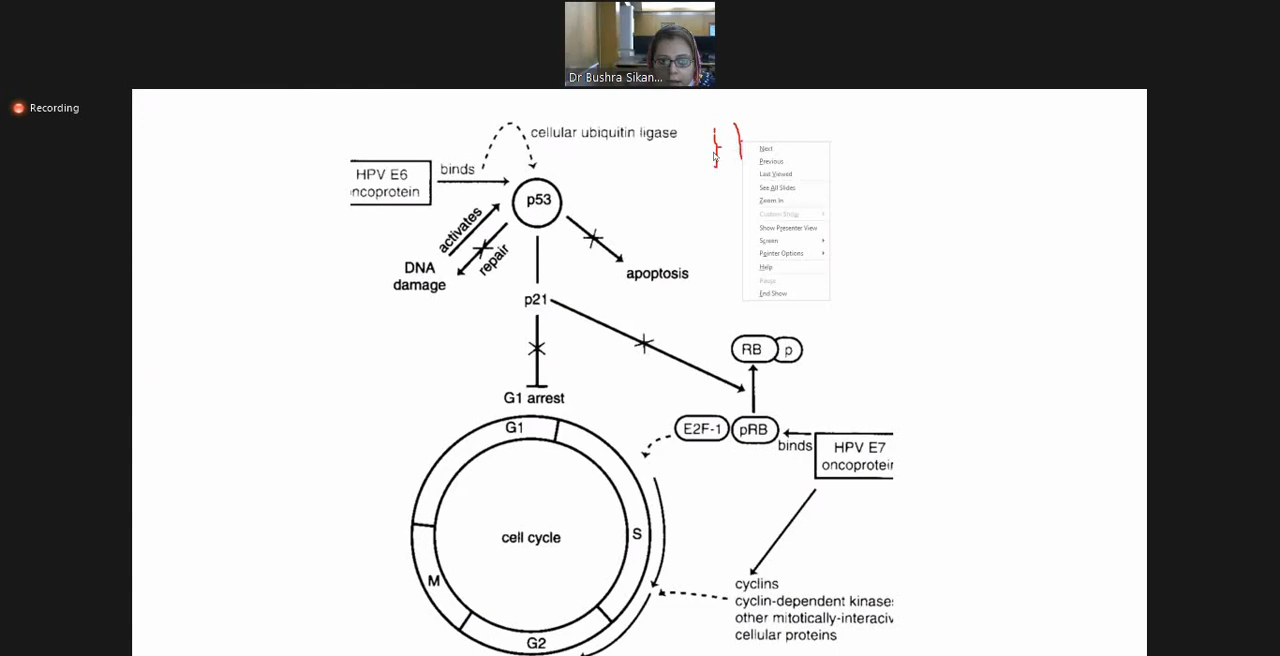 Dr Bushra Sikan...
Recording
cellular ubiquitin ligase
HPV E6
ncoprotein
binds
p53
activates
repair
DNA
damage
apoptosis
p21
G1 arrest
Next
Previous
Last Viewed
See All Slides
Zoom In
Custom Show
Show Presenter View
Screen
Pointer Options
Help
Pause
End Show
RB p
E2F-1 pRB
binds
HPV E7
oncoprotein
G1
S
cell cycle
M
G2
cyclins
cyclin-dependent kinases
other mitotically-interactiv
cellular proteins